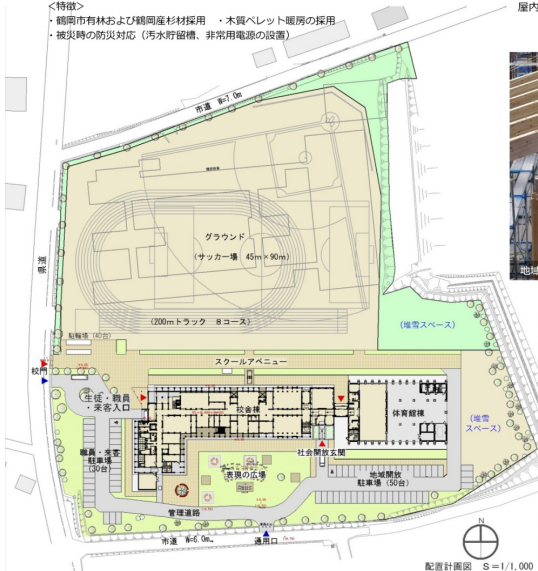 <特徴>
・鶴岡市有林および鶴岡産杉材採用 ・木質ペレット暖房の採用
・被災時の防災対応(汚水貯留槽、非常用電源の設置)
屋内
市道 W=7.0m
県道
グラウンド
(サッカー場 45m×90m)
地域
(200mトラック 8コース)
(堆雪スペース)
駐輪場(40台)
スクールアベニュー
校門
生徒・職員
・来客入口
校舎棟
体育館棟
(堆雪
スペース)
職員・来客
駐車場
(30台)
社会開放玄関
表現の広場
地域開放
駐車場(50台)
管理道路
市道 W=6.0m
通用口
N
配置計画図 S=1/1,000